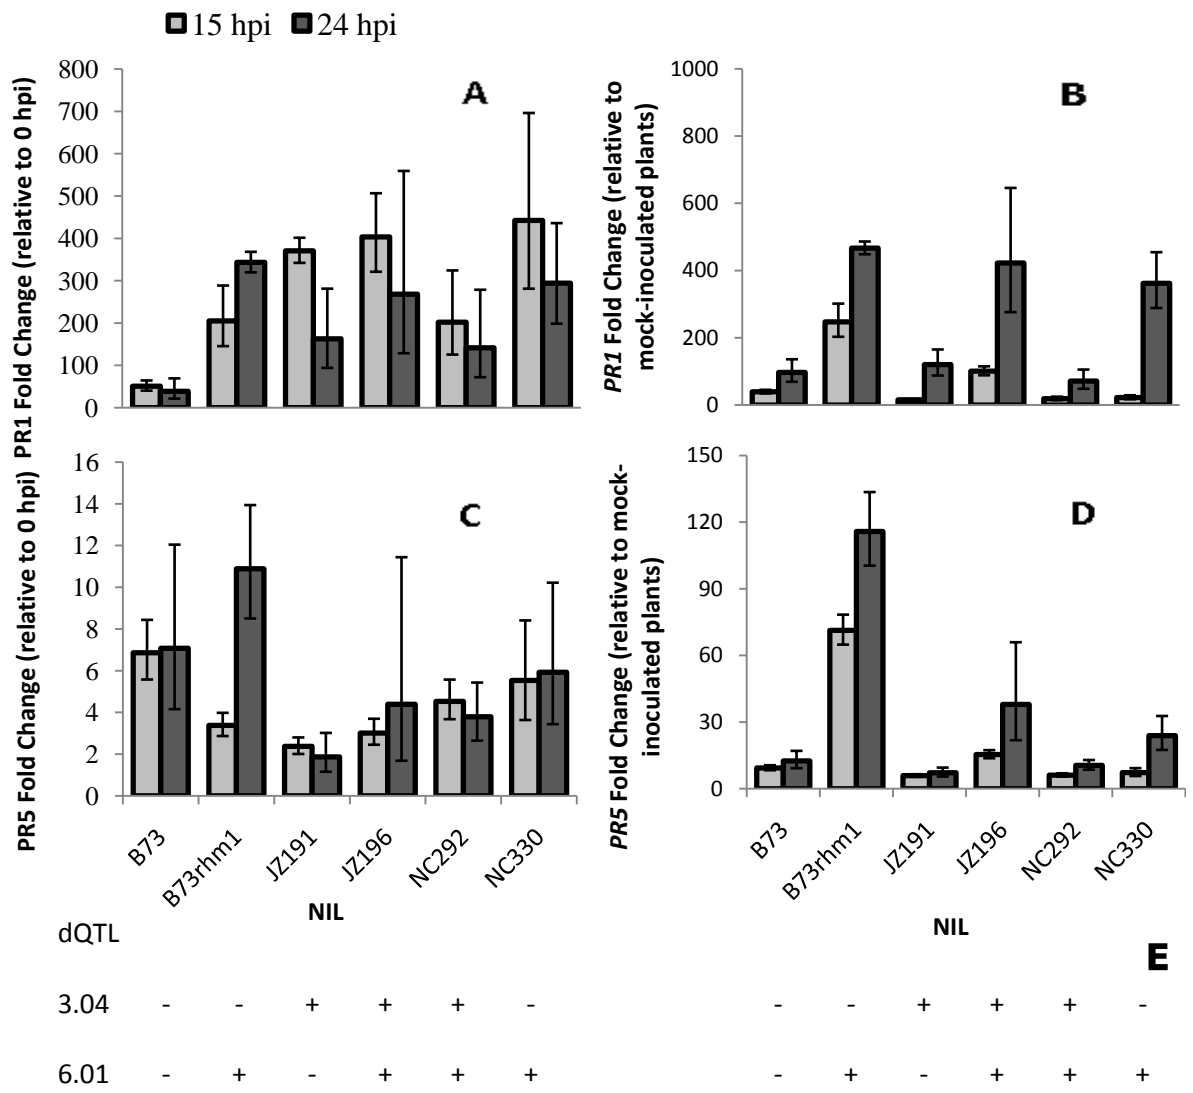 15 hpi 24 hpi
PR1 Fold Change (relative to 0 hpi)
800
700
600
500
400
300
200
100
0
A
PR1 Fold Change (relative to
mock-inoculated plants)
1000
800
600
400
200
0
B
PR5 Fold Change (relative to 0 hpi)
16
14
12
10
8
6
4
2
0
C
B73 B73rhm1 JZ191 JZ196 NC292 NC330
NIL
PR5 Fold Change (relative to mock-
inoculated plants)
150
120
90
60
30
0
D
B73 B73rhm1 JZ191 JZ196 NC292 NC330
NIL
dQTL
E
3.04 - - + + + - - - + + + -
6.01 - + - + + + - + - + + +